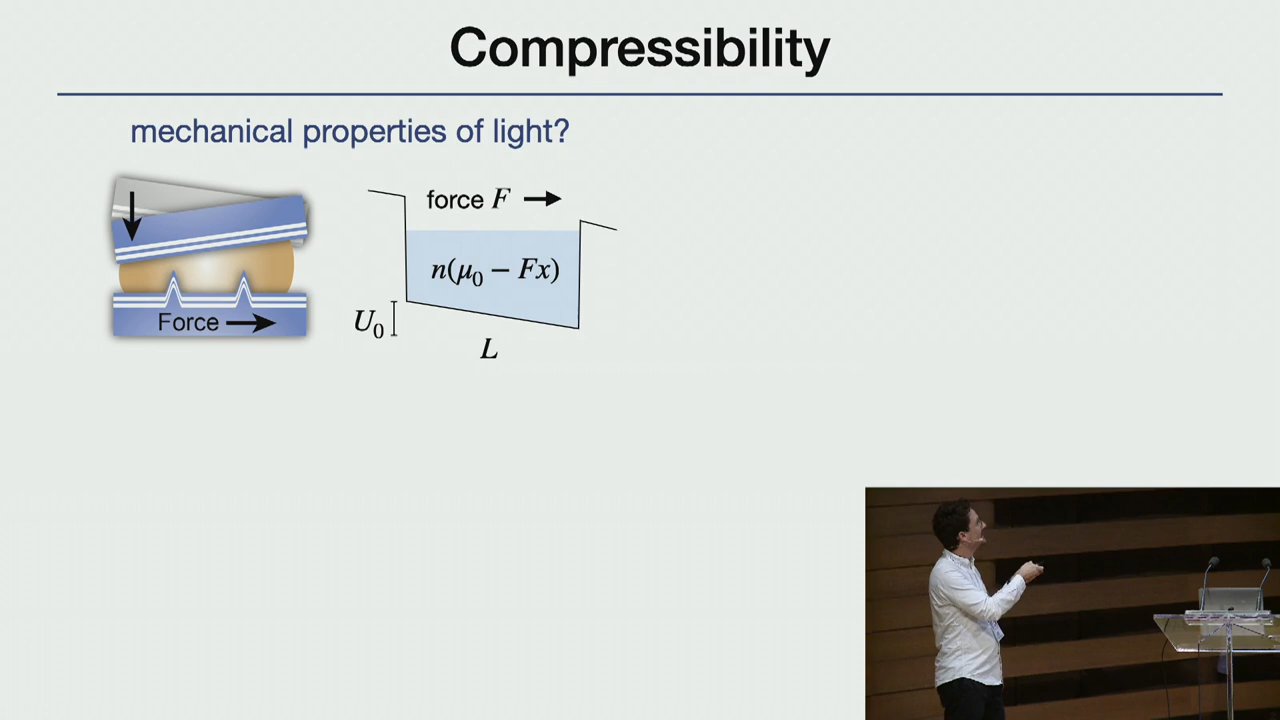 Compressibility
mechanical properties of light?
force F
n(μ₀ − Fx)
Force
U₀
L